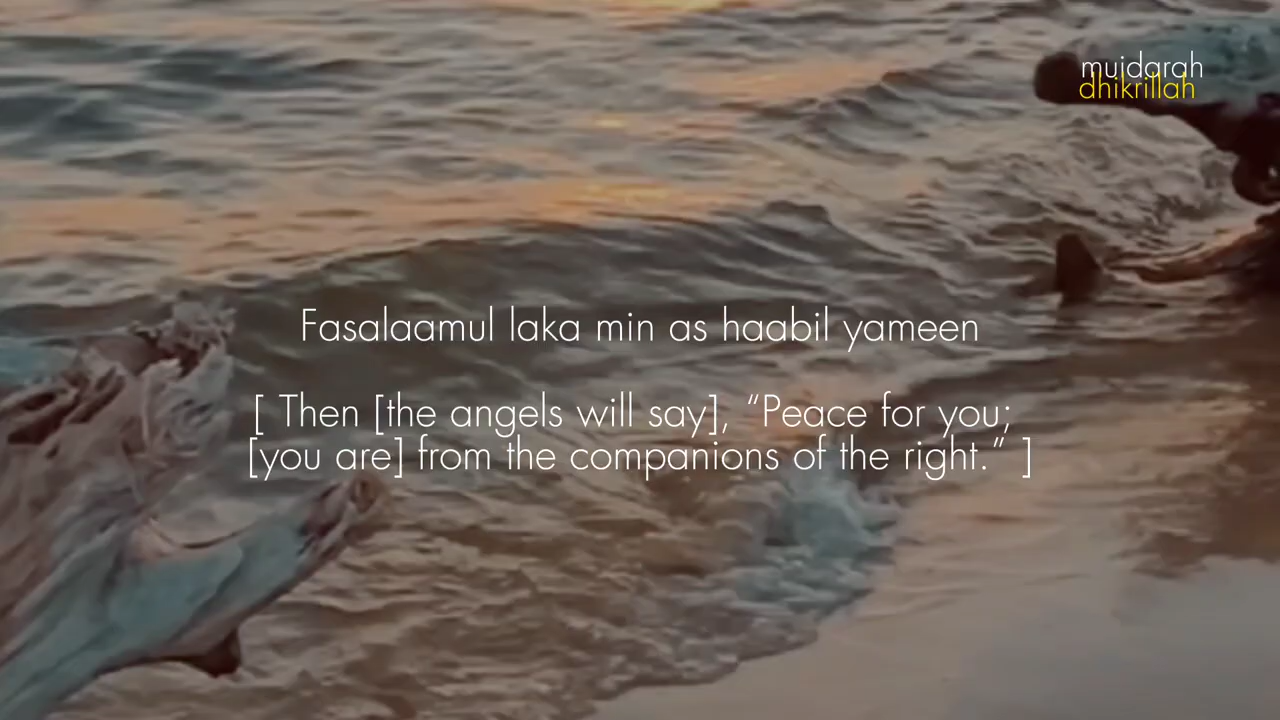 muidarah
dhikrillah
Fasalaamul laka min as haabil yameen
[ Then [the angels will say], “Peace for you;
[you are] from the companions of the right.” ]